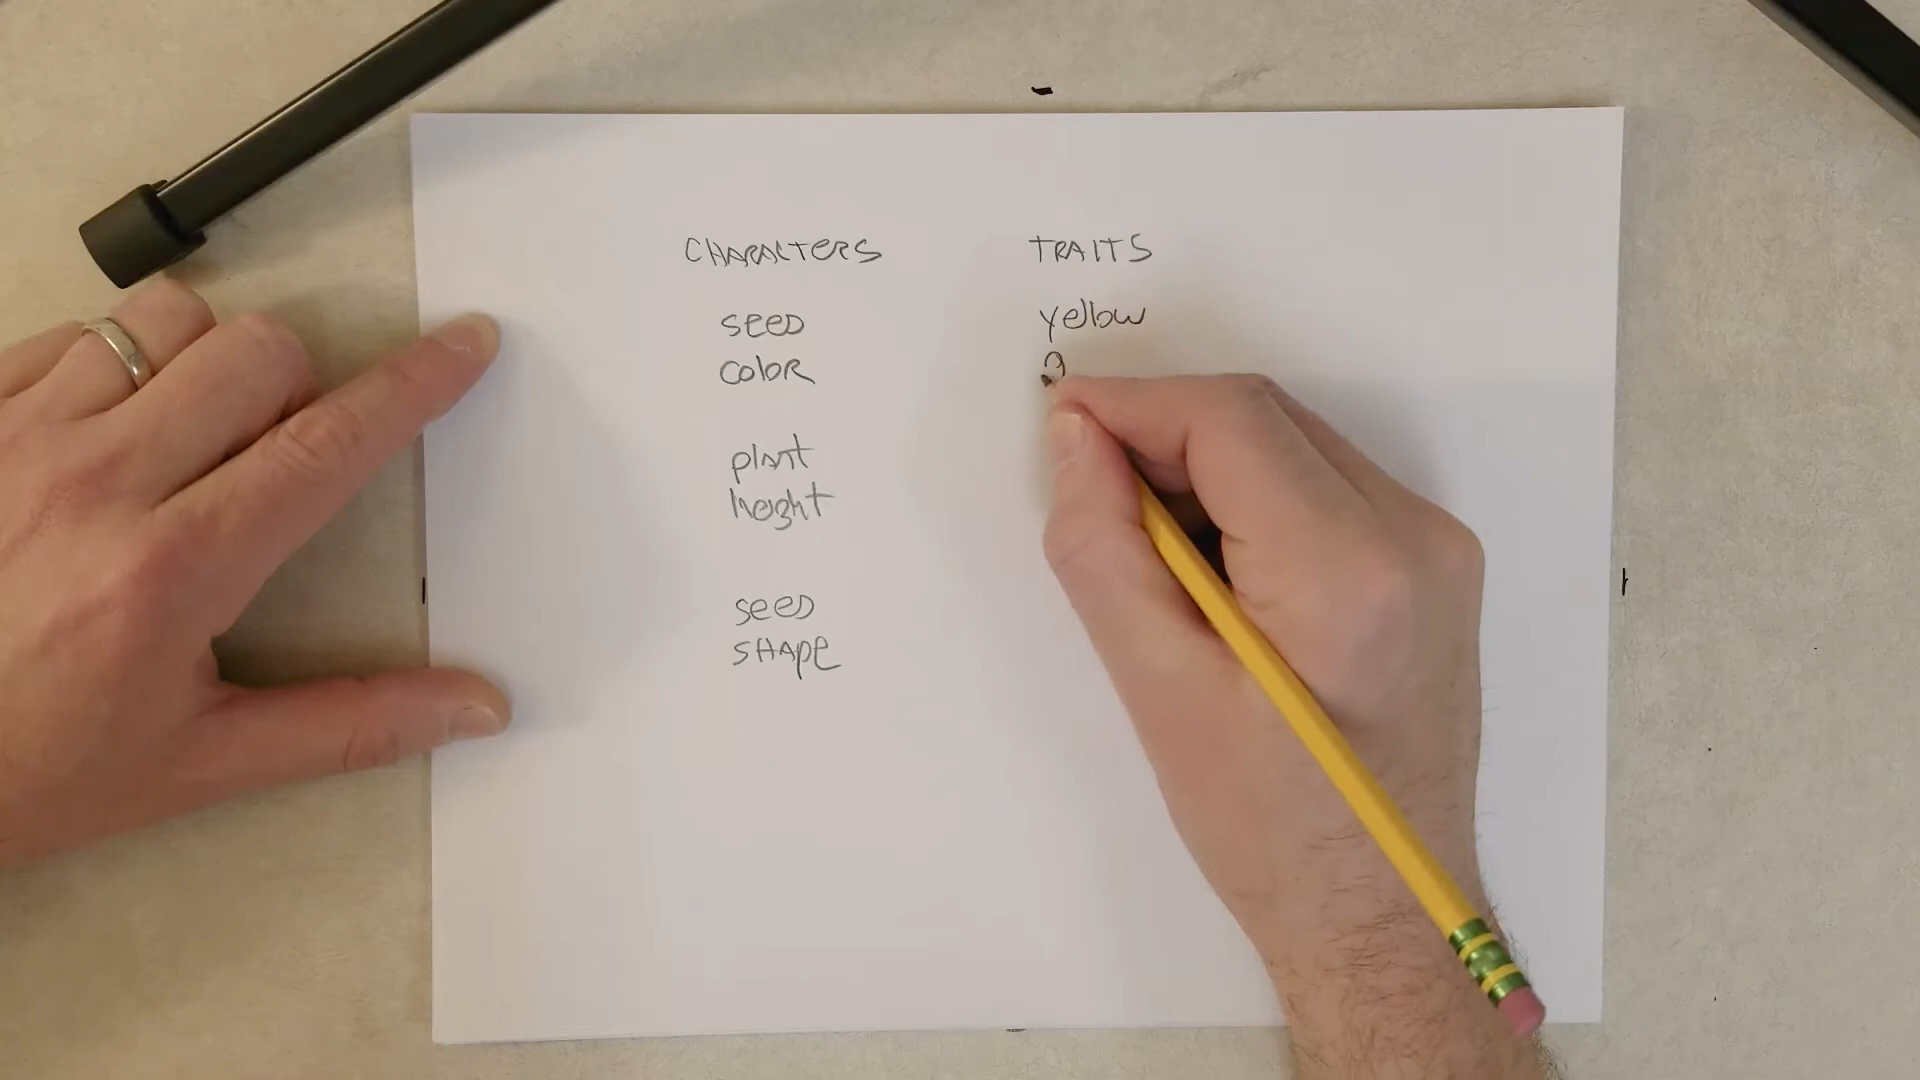 CHARACTERS TRAITS
seed yellow
color g
plant
height
seed
shape